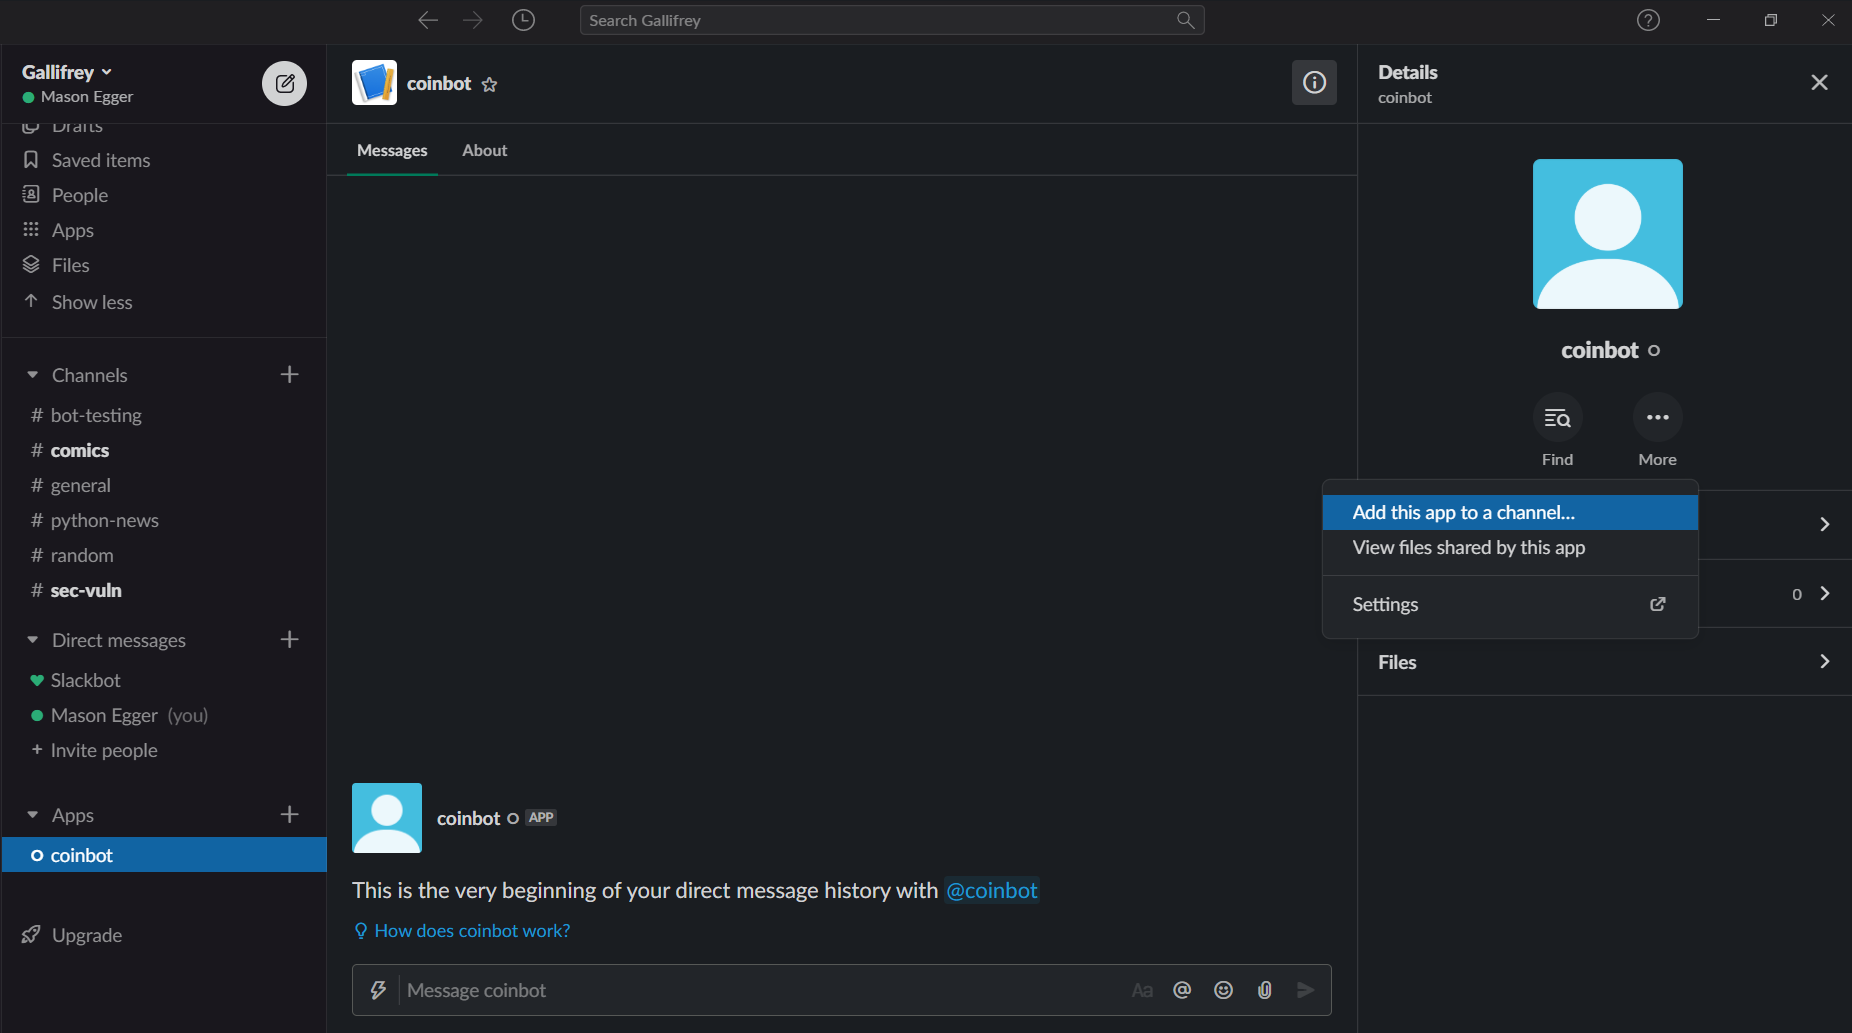 Search Gallifrey
Gallifrey
Mason Egger
Drafts
Saved items
People
Apps
Files
Show less
Channels
# bot-testing
# comics
# general
# python-news
# random
# sec-vuln
Direct messages
Slackbot
Mason Egger (you)
+ Invite people
Apps
coinbot
Upgrade
coinbot
Messages About
coinbot APP
This is the very beginning of your direct message history with @coinbot
How does coinbot work?
Message coinbot
Aa @
Details
coinbot
coinbot
Find More
Add this app to a channel...
View files shared by this app
Settings
0
Files